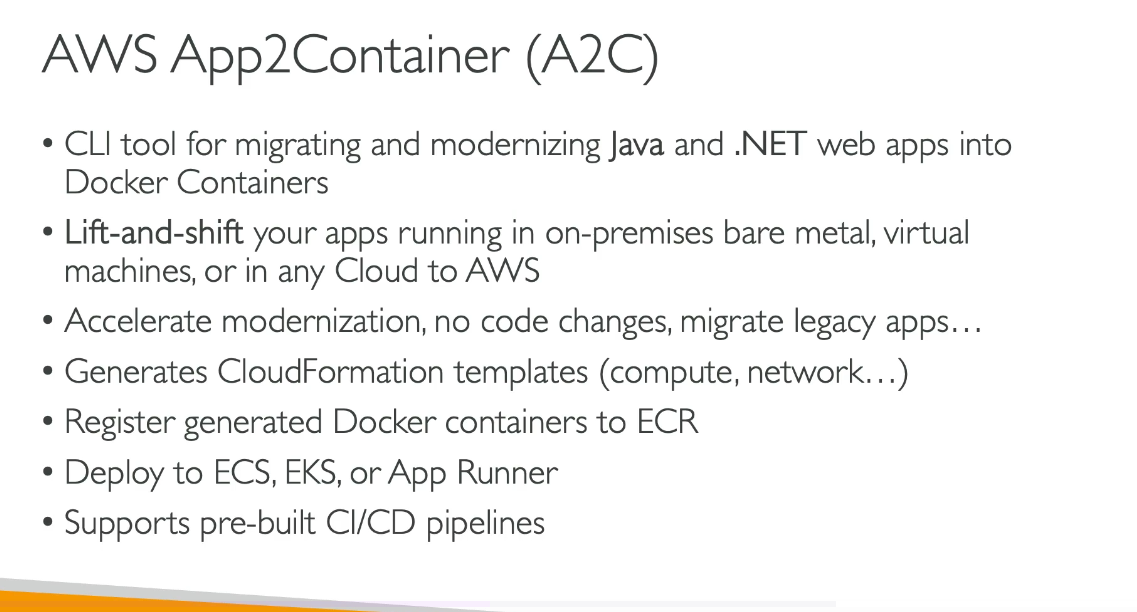 AWS App2Container (A2C)
• CLI tool for migrating and modernizing Java and .NET web apps into
Docker Containers
• Lift-and-shift your apps running in on-premises bare metal, virtual
machines, or in any Cloud to AWS
• Accelerate modernization, no code changes, migrate legacy apps…
• Generates CloudFormation templates (compute, network…)
• Register generated Docker containers to ECR
• Deploy to ECS, EKS, or App Runner
• Supports pre-built CI/CD pipelines